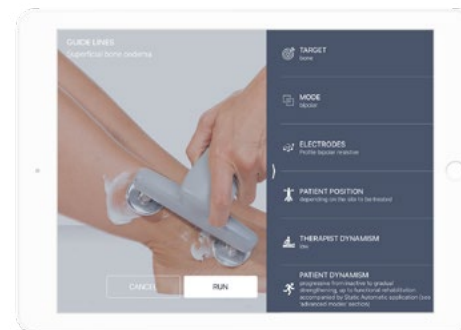 GUIDE LINES
Superficial bone oedema
TARGET
bone
MODE
bipolar
ELECTRODES
Profile bipolar resistive
PATIENT POSITION
depending on the site to be treated
THERAPIST DYNAMISM
low
PATIENT DYNAMISM
progressive from inactive to gradual
strengthening, up to functional rehabilitation
accompanied by Static Automatic application (see
'advanced modes' section)
CANCEL
RUN